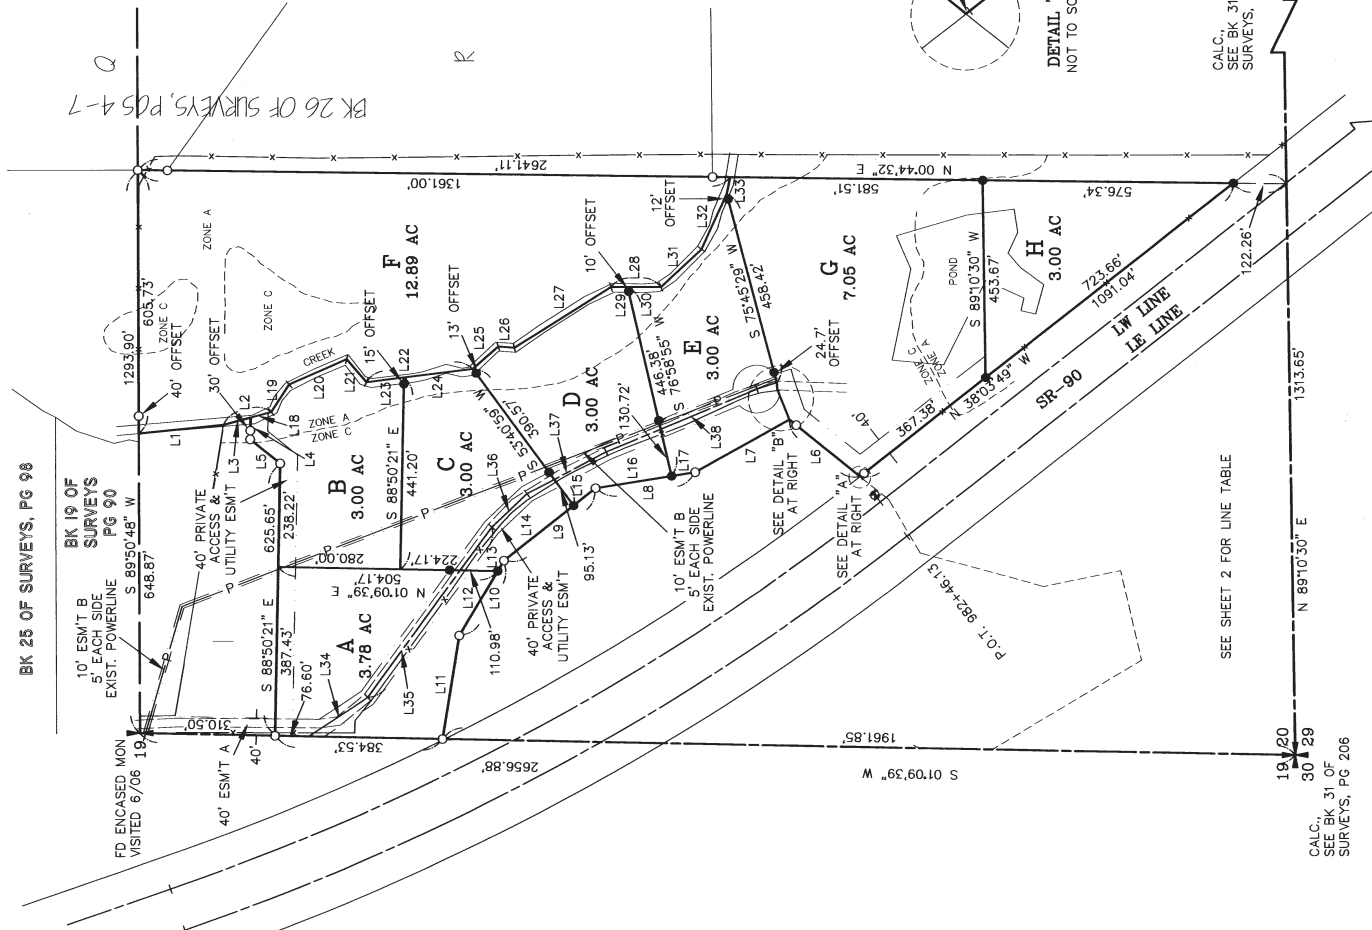 BK 25 OF SURVEYS, PG 98
BK 19 OF
SURVEYS
PG 90
10' ESM'T B
5' EACH SIDE
EXIST. POWERLINE
FD ENCASED MON
VISITED 6/06
19
S 89°50'48" W
648.87'
1293.90'
605.73'
40' OFFSET
30' OFFSET
Q
R
BK 26 OF SURVEYS, PGS 4-7
ZONE A
ZONE C
ZONE C
CREEK
ZONE A
ZONE C
L1
L2
L3
L4
L5
L18
L19
L20
L21
L22
L23
L24
L25
L26
L27
L28
L29
L30
L31
L32
L33
15' OFFSET
13' OFFSET
10' OFFSET
12'
OFFSET
40' PRIVATE
ACCESS &
UTILITY ESM'T
S 88°50'21" E
387.43'
625.65'
238.22'
76.60'
310.50'
384.53'
40' ESM'T A
40'
A
3.78 AC
B
3.00 AC
C
3.00 AC
D
3.00 AC
E
3.00 AC
F
12.89 AC
G
7.05 AC
H
3.00 AC
S 88°50'21" E
441.20'
280.00'
224.17'
504.17'
N 01°09'39" E
110.98'
S 53°40'59" W
390.57'
95.13'
S 76°58'55" W
446.38'
130.72'
S 75°45'29" W
458.42'
24.7'
OFFSET
S 89°10'30" W
453.67'
POND
ZONE C
ZONE A
2641.11'
1361.00'
N 00°44'32" E
581.51'
576.34'
122.26'
723.66'
1091.04'
367.38'
N 38°03'49" W
40'
LW LINE
LE LINE
SR-90
L6
L7
L8
L9
L10
L11
L12
L13
L14
L15
L16
L17
L34
L35
L36
L37
L38
P
P
P
P
P
P
40' PRIVATE
ACCESS &
UTILITY ESM'T
10' ESM'T B
5' EACH SIDE
EXIST. POWERLINE
SEE DETAIL "B"
AT RIGHT
SEE DETAIL "A"
AT RIGHT
P.O.T. 982+46.13
2656.88'
1961.85'
S 01°09'39" W
SEE SHEET 2 FOR LINE TABLE
N 89°10'30" E
1313.65'
19 20
30 29
CALC.,
SEE BK 31 OF
SURVEYS, PG 206
CALC.,
SEE BK 31
SURVEYS,
DETAIL
NOT TO SC